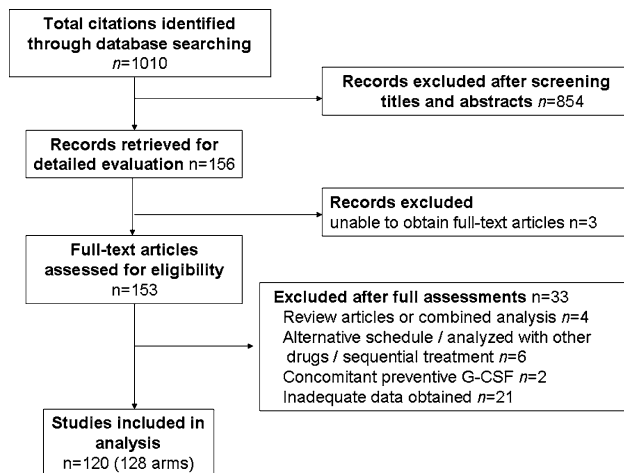 Total citations identified
through database searching
n=1010
Records excluded after screening
titles and abstracts n=854
Records retrieved for
detailed evaluation n=156
Records excluded
unable to obtain full-text articles n=3
Full-text articles
assessed for eligibility
n=153
Excluded after full assessments n=33
Review articles or combined analysis n=4
Alternative schedule / analyzed with other
drugs / sequential treatment n=6
Concomitant preventive G-CSF n=2
Inadequate data obtained n=21
Studies included in
analysis
n=120 (128 arms)